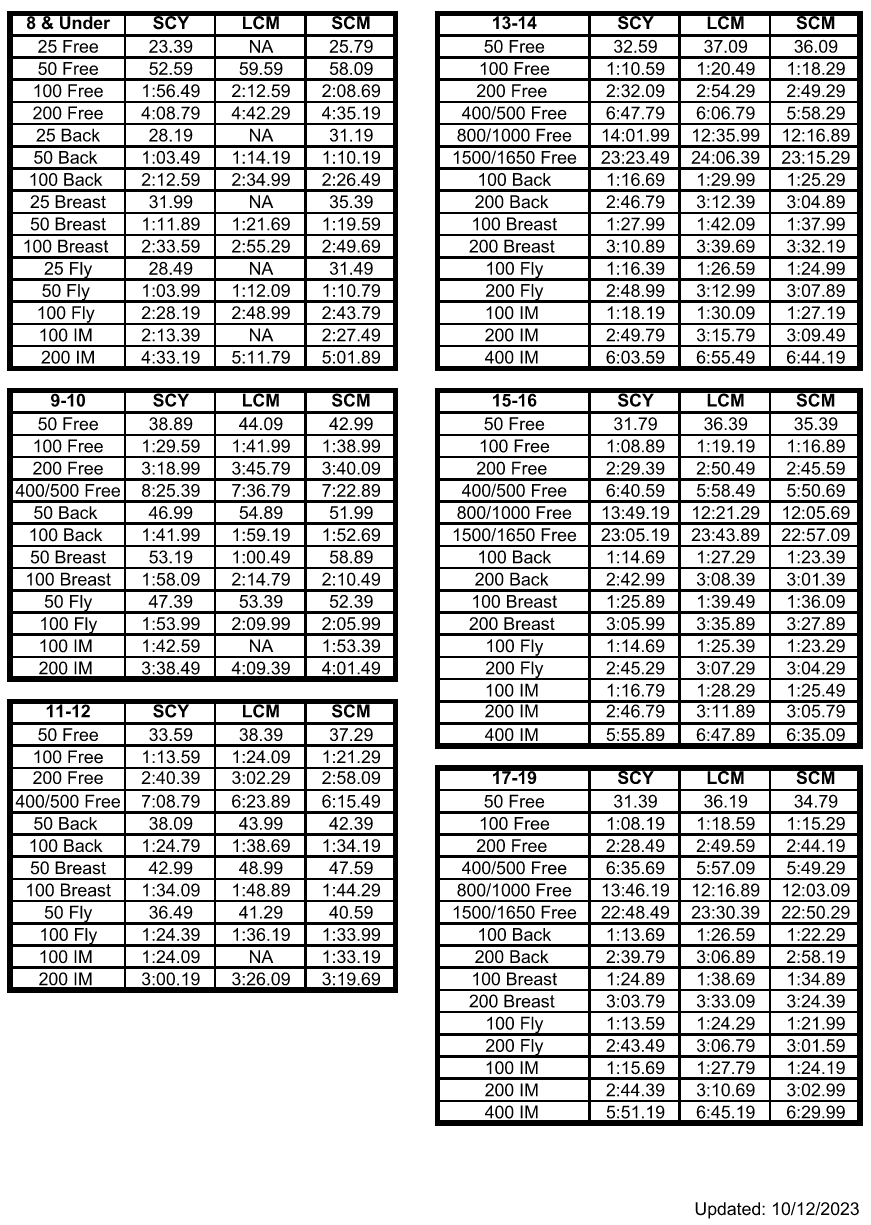 8 & Under SCY LCM SCM
25 Free 23.39 NA 25.79
50 Free 52.59 59.59 58.09
100 Free 1:56.49 2:12.59 2:08.69
200 Free 4:08.79 4:42.29 4:35.19
25 Back 28.19 NA 31.19
50 Back 1:03.49 1:14.19 1:10.19
100 Back 2:12.59 2:34.99 2:26.49
25 Breast 31.99 NA 35.39
50 Breast 1:11.89 1:21.69 1:19.59
100 Breast 2:33.59 2:55.29 2:49.69
25 Fly 28.49 NA 31.49
50 Fly 1:03.99 1:12.09 1:10.79
100 Fly 2:28.19 2:48.99 2:43.79
100 IM 2:13.39 NA 2:27.49
200 IM 4:33.19 5:11.79 5:01.89
9-10 SCY LCM SCM
50 Free 38.89 44.09 42.99
100 Free 1:29.59 1:41.99 1:38.99
200 Free 3:18.99 3:45.79 3:40.09
400/500 Free 8:25.39 7:36.79 7:22.89
50 Back 46.99 54.89 51.99
100 Back 1:41.99 1:59.19 1:52.69
50 Breast 53.19 1:00.49 58.89
100 Breast 1:58.09 2:14.79 2:10.49
50 Fly 47.39 53.39 52.39
100 Fly 1:53.99 2:09.99 2:05.99
100 IM 1:42.59 NA 1:53.39
200 IM 3:38.49 4:09.39 4:01.49
11-12 SCY LCM SCM
50 Free 33.59 38.39 37.29
100 Free 1:13.59 1:24.09 1:21.29
200 Free 2:40.39 3:02.29 2:58.09
400/500 Free 7:08.79 6:23.89 6:15.49
50 Back 38.09 43.99 42.39
100 Back 1:24.79 1:38.69 1:34.19
50 Breast 42.99 48.99 47.59
100 Breast 1:34.09 1:48.89 1:44.29
50 Fly 36.49 41.29 40.59
100 Fly 1:24.39 1:36.19 1:33.99
100 IM 1:24.09 NA 1:33.19
200 IM 3:00.19 3:26.09 3:19.69
13-14 SCY LCM SCM
50 Free 32.59 37.09 36.09
100 Free 1:10.59 1:20.49 1:18.29
200 Free 2:32.09 2:54.29 2:49.29
400/500 Free 6:47.79 6:06.79 5:58.29
800/1000 Free 14:01.99 12:35.99 12:16.89
1500/1650 Free 23:23.49 24:06.39 23:15.29
100 Back 1:16.69 1:29.99 1:25.29
200 Back 2:46.79 3:12.39 3:04.89
100 Breast 1:27.99 1:42.09 1:37.99
200 Breast 3:10.89 3:39.69 3:32.19
100 Fly 1:16.39 1:26.59 1:24.99
200 Fly 2:48.99 3:12.99 3:07.89
100 IM 1:18.19 1:30.09 1:27.19
200 IM 2:49.79 3:15.79 3:09.49
400 IM 6:03.59 6:55.49 6:44.19
15-16 SCY LCM SCM
50 Free 31.79 36.39 35.39
100 Free 1:08.89 1:19.19 1:16.89
200 Free 2:29.39 2:50.49 2:45.59
400/500 Free 6:40.59 5:58.49 5:50.69
800/1000 Free 13:49.19 12:21.29 12:05.69
1500/1650 Free 23:05.19 23:43.89 22:57.09
100 Back 1:14.69 1:27.29 1:23.39
200 Back 2:42.99 3:08.39 3:01.39
100 Breast 1:25.89 1:39.49 1:36.09
200 Breast 3:05.99 3:35.89 3:27.89
100 Fly 1:14.69 1:25.39 1:23.29
200 Fly 2:45.29 3:07.29 3:04.29
100 IM 1:16.79 1:28.29 1:25.49
200 IM 2:46.79 3:11.89 3:05.79
400 IM 5:55.89 6:47.89 6:35.09
17-19 SCY LCM SCM
50 Free 31.39 36.19 34.79
100 Free 1:08.19 1:18.59 1:15.29
200 Free 2:28.49 2:49.59 2:44.19
400/500 Free 6:35.69 5:57.09 5:49.29
800/1000 Free 13:46.19 12:16.89 12:03.09
1500/1650 Free 22:48.49 23:30.39 22:50.29
100 Back 1:13.69 1:26.59 1:22.29
200 Back 2:39.79 3:06.89 2:58.19
100 Breast 1:24.89 1:38.69 1:34.89
200 Breast 3:03.79 3:33.09 3:24.39
100 Fly 1:13.59 1:24.29 1:21.99
200 Fly 2:43.49 3:06.79 3:01.59
100 IM 1:15.69 1:27.79 1:24.19
200 IM 2:44.39 3:10.69 3:02.99
400 IM 5:51.19 6:45.19 6:29.99
Updated: 10/12/2023